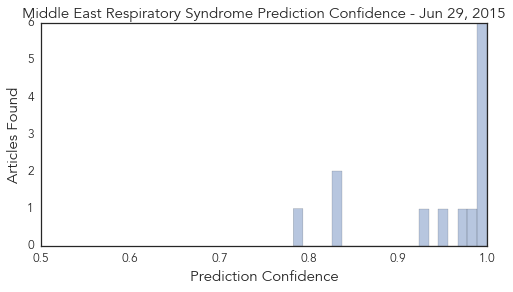 Middle East Respiratory Syndrome Prediction Confidence - Jun 29, 2015
6
5
4
3
2
1
0
Articles Found
0.5 0.6 0.7 0.8 0.9 1.0
Prediction Confidence